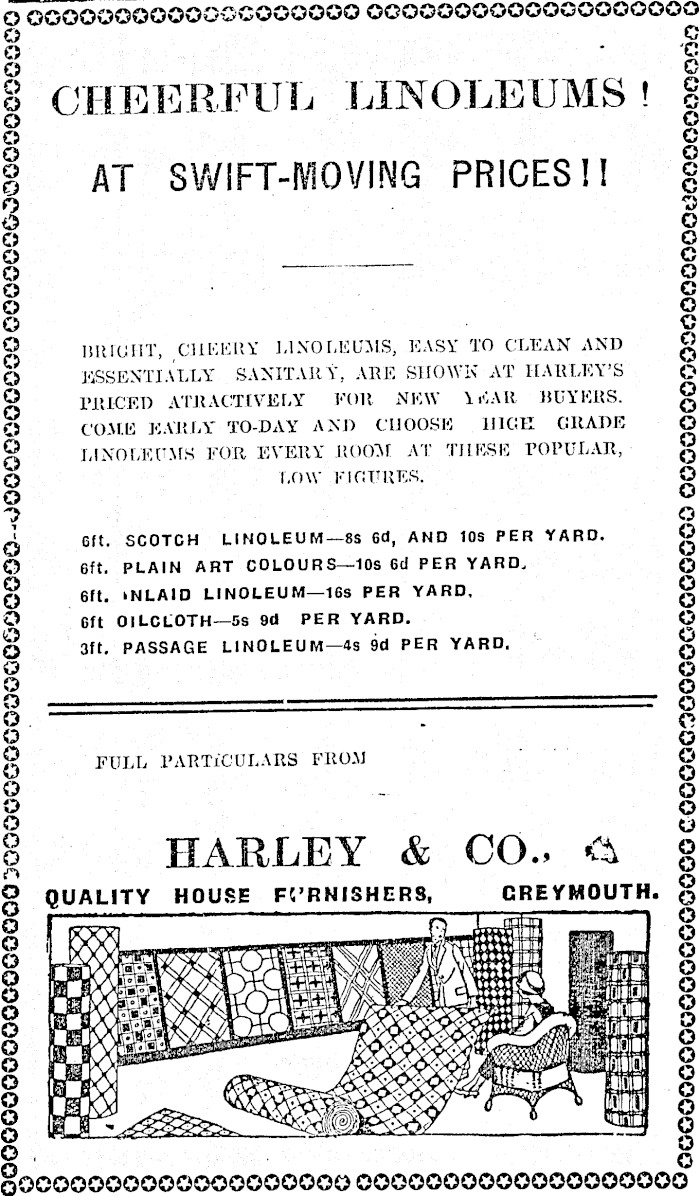 CHEERFUL LINOLEUMS!
AT SWIFT-MOVING PRICES!!
BRIGHT, CHEERY LINOLEUMS, EASY TO CLEAN AND
ESSENTIALLY SANITARY, ARE SHOWN AT HARLEY'S
PRICED ATRACTIVELY FOR NEW YEAR BUYERS.
COME EARLY TO-DAY AND CHOOSE HIGH GRADE
LINOLEUMS FOR EVERY ROOM AT THESE POPULAR,
LOW FIGURES.
6ft. SCOTCH LINOLEUM—8s 6d, AND 10s PER YARD.
6ft. PLAIN ART COLOURS—10s 6d PER YARD.
6ft. INLAID LINOLEUM—16s PER YARD.
6ft OILCLOTH—5s 9d PER YARD.
3ft. PASSAGE LINOLEUM—4s 9d PER YARD.
FULL PARTICULARS FROM
HARLEY & CO.,
QUALITY HOUSE FURNISHERS, GREYMOUTH.